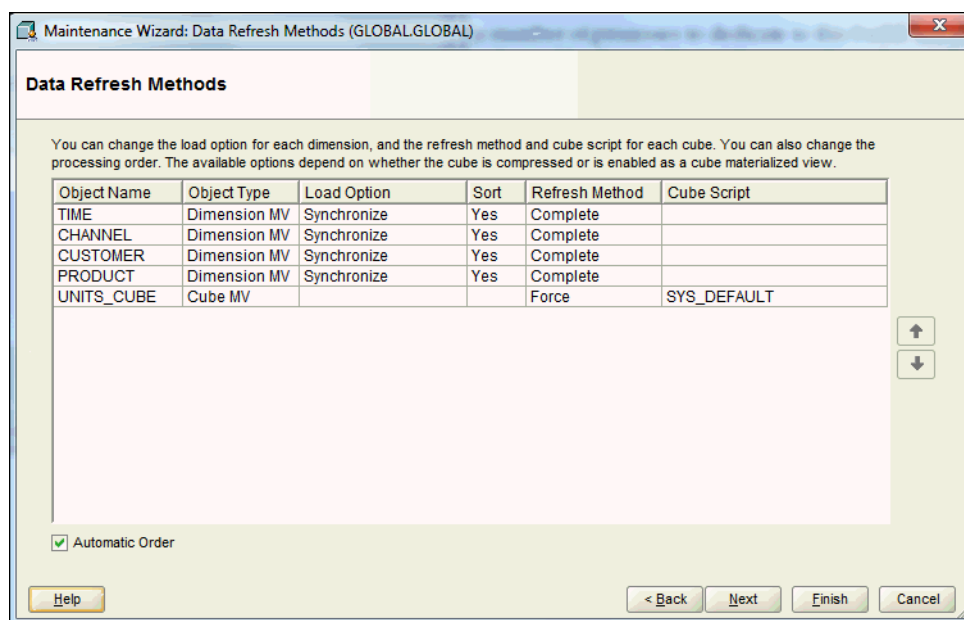 Maintenance Wizard: Data Refresh Methods (GLOBAL.GLOBAL)
Data Refresh Methods
You can change the load option for each dimension, and the refresh method and cube script for each cube. You can also change the
processing order. The available options depend on whether the cube is compressed or is enabled as a cube materialized view.
Object Name Object Type Load Option Sort Refresh Method Cube Script
TIME Dimension MV Synchronize Yes Complete
CHANNEL Dimension MV Synchronize Yes Complete
CUSTOMER Dimension MV Synchronize Yes Complete
PRODUCT Dimension MV Synchronize Yes Complete
UNITS_CUBE Cube MV Force SYS_DEFAULT
Automatic Order
Help < Back Next Finish Cancel